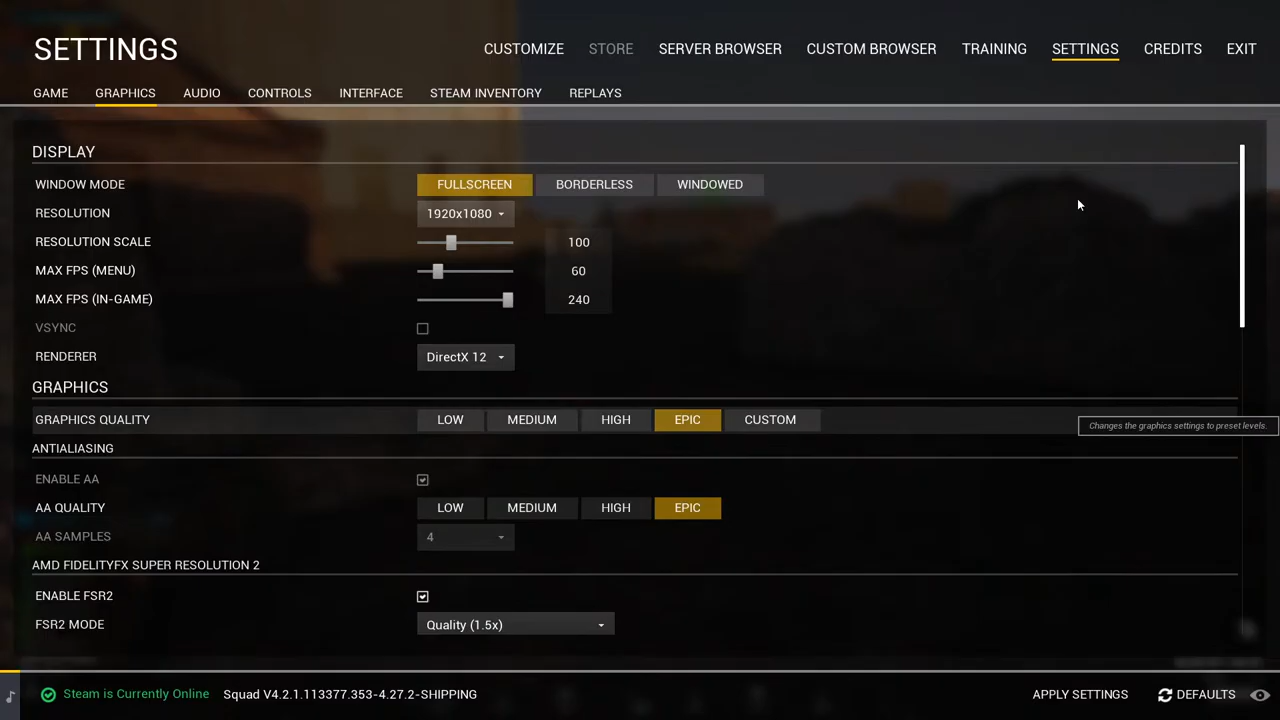 SETTINGS
CUSTOMIZE STORE SERVER BROWSER CUSTOM BROWSER TRAINING SETTINGS CREDITS EXIT
GAME GRAPHICS AUDIO CONTROLS INTERFACE STEAM INVENTORY REPLAYS
DISPLAY
WINDOW MODE FULLSCREEN BORDERLESS WINDOWED
RESOLUTION 1920x1080
RESOLUTION SCALE 100
MAX FPS (MENU) 60
MAX FPS (IN-GAME) 240
VSYNC
RENDERER DirectX 12
GRAPHICS
GRAPHICS QUALITY LOW MEDIUM HIGH EPIC CUSTOM
Changes the graphics settings to preset levels.
ANTIALIASING
ENABLE AA
AA QUALITY LOW MEDIUM HIGH EPIC
AA SAMPLES 4
AMD FIDELITYFX SUPER RESOLUTION 2
ENABLE FSR2
FSR2 MODE Quality (1.5x)
Steam is Currently Online Squad V4.2.1.113377.353-4.27.2-SHIPPING APPLY SETTINGS DEFAULTS